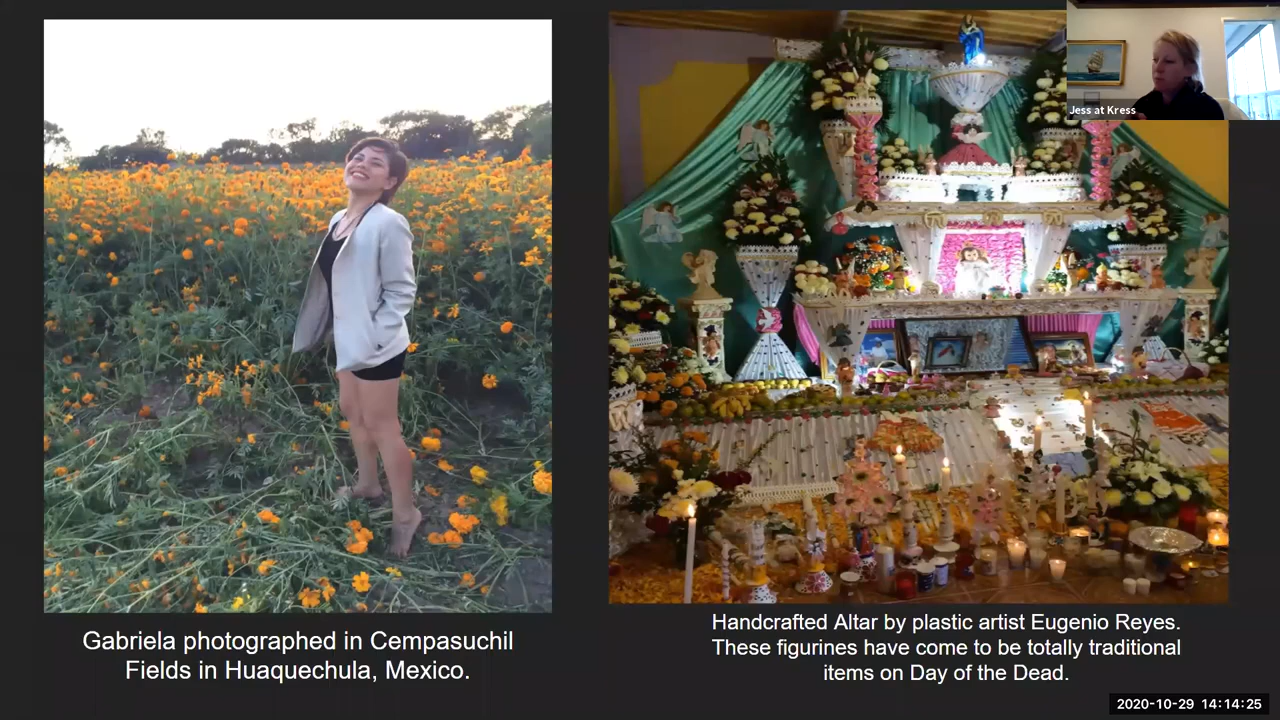 Jess at Kress
Gabriela photographed in Cempasuchil
Fields in Huaquechula, Mexico.
Handcrafted Altar by plastic artist Eugenio Reyes.
These figurines have come to be totally traditional
items on Day of the Dead.
2020-10-29 14:14:25